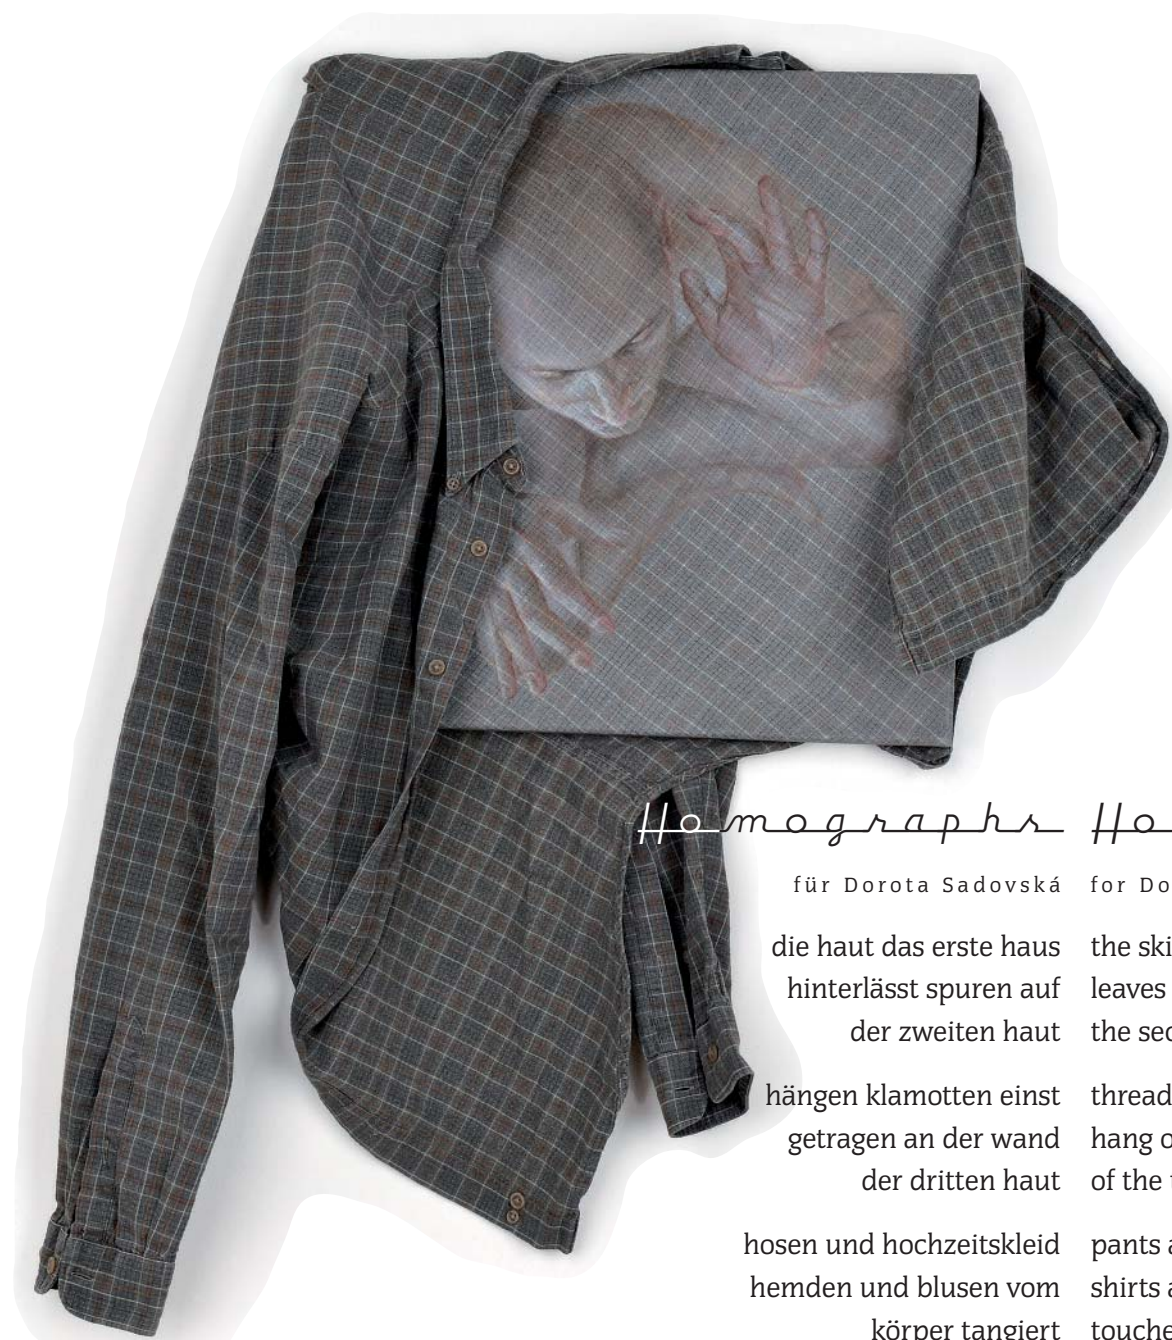 Homographs
für Dorota Sadovská
die haut das erste haus
hinterlässt spuren auf
der zweiten haut
hängen klamotten einst
getragen an der wand
der dritten haut
hosen und hochzeitskleid
hemden und blusen vom
körper tangiert
Ho
for Do
the ski
leaves
the sec
thread
hang o
of the t
pants a
shirts a
touche